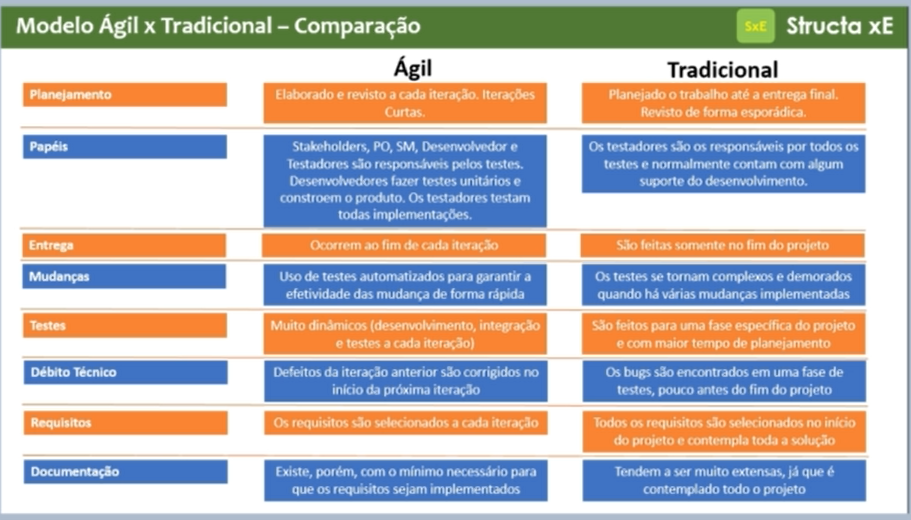 Modelo Ágil x Tradicional – Comparação
SxE
Structa xE
Ágil
Tradicional
Planejamento
Elaborado e revisto a cada iteração. Iterações
Curtas.
Planejado o trabalho até a entrega final.
Revisto de forma esporádica.
Papéis
Stakeholders, PO, SM, Desenvolvedor e
Testadores são responsáveis pelos testes.
Desenvolvedores fazer testes unitários e
constroem o produto. Os testadores testam
todas implementações.
Os testadores são os responsáveis por todos os
testes e normalmente contam com algum
suporte do desenvolvimento.
Entrega
Ocorrem ao fim de cada iteração
São feitas somente no fim do projeto
Mudanças
Uso de testes automatizados para garantir a
efetividade das mudança de forma rápida
Os testes se tornam complexos e demorados
quando há várias mudanças implementadas
Testes
Muito dinâmicos (desenvolvimento, integração
e testes a cada iteração)
São feitos para uma fase específica do projeto
e com maior tempo de planejamento
Débito Técnico
Defeitos da iteração anterior são corrigidos no
início da próxima iteração
Os bugs são encontrados em uma fase de
testes, pouco antes do fim do projeto
Requisitos
Os requisitos são selecionados a cada iteração
Todos os requisitos são selecionados no início
do projeto e contempla toda a solução
Documentação
Existe, porém, com o mínimo necessário para
que os requisitos sejam implementados
Tendem a ser muito extensas, já que é
contemplado todo o projeto